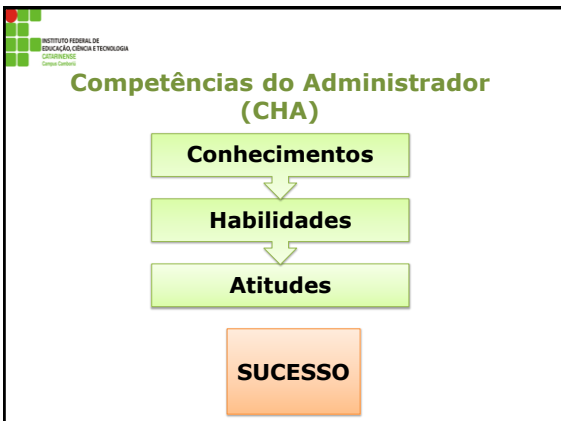 INSTITUTO FEDERAL DE
EDUCAÇÃO, CIÊNCIA E TECNOLOGIA
CATARINENSE
Campus Camboriú
Competências do Administrador
(CHA)
Conhecimentos
Habilidades
Atitudes
SUCESSO